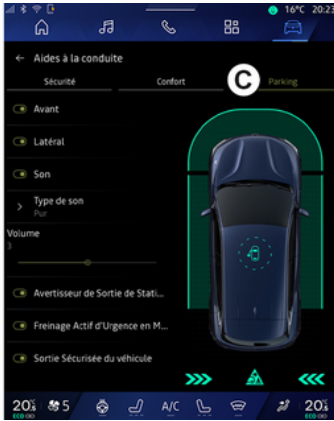 16°C 20:23
← Aides à la conduite
Sécurité Confort C Parking
Avant
Latéral
Son
Type de son
Pur
Volume
3
Avertisseur de Sortie de Stati...
Freinage Actif d'Urgence en M...
Sortie Sécurisée du véhicule
20.5 5 A/C 20.5
ECO ECO